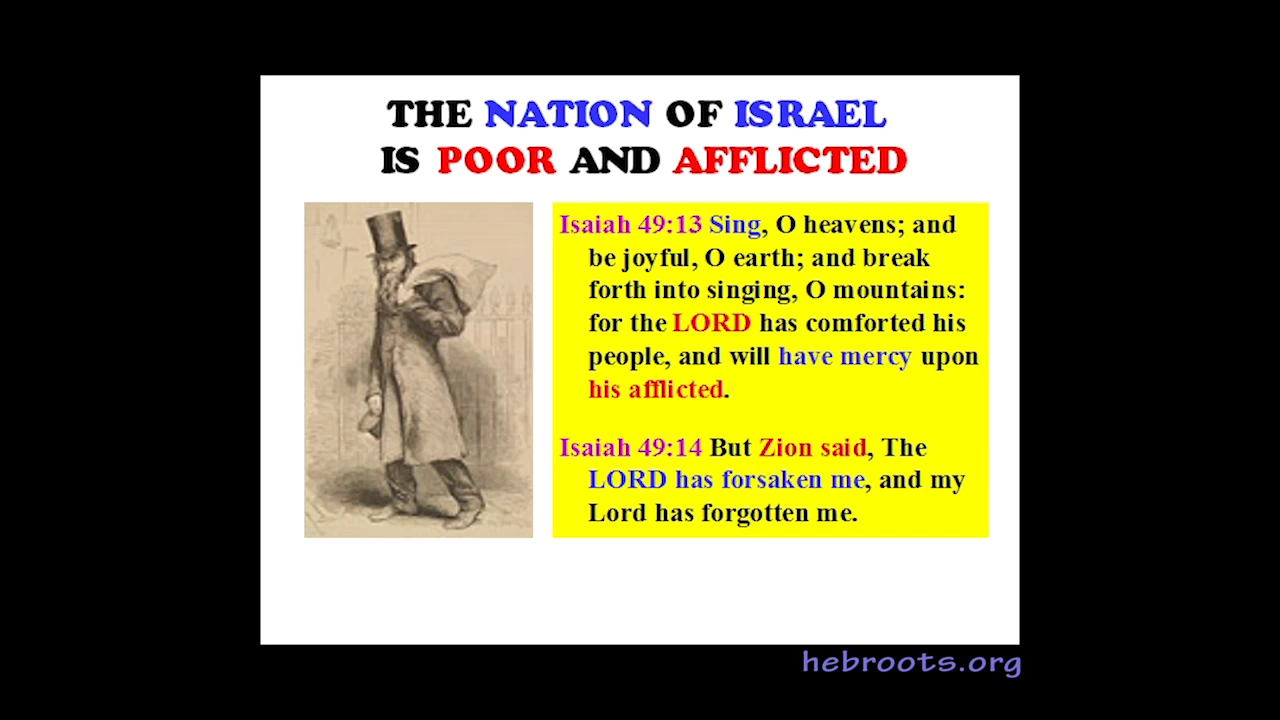 THE NATION OF ISRAEL
IS POOR AND AFFLICTED
Isaiah 49:13 Sing, O heavens; and
be joyful, O earth; and break
forth into singing, O mountains:
for the LORD has comforted his
people, and will have mercy upon
his afflicted.
Isaiah 49:14 But Zion said, The
LORD has forsaken me, and my
Lord has forgotten me.
hebroots.org